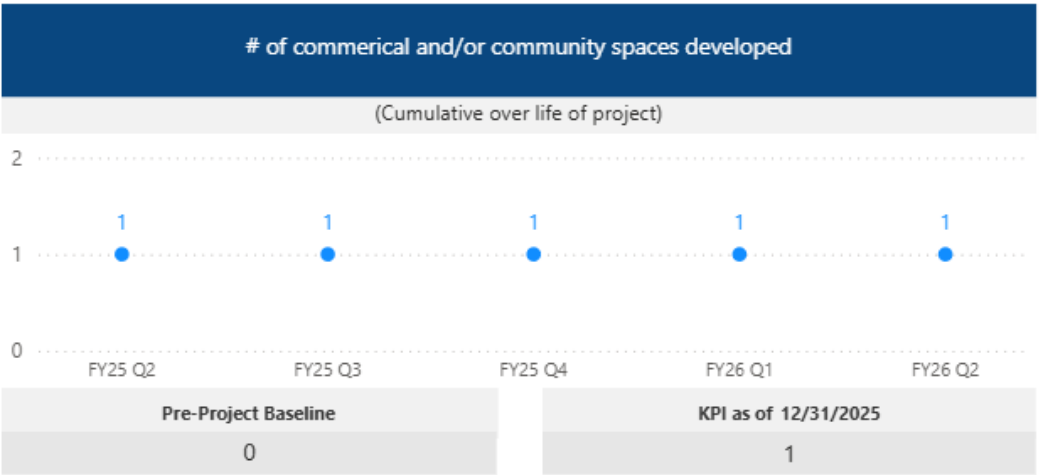 # of commerical and/or community spaces developed
(Cumulative over life of project)
2
1 1 1 1 1
1
0
FY25 Q2 FY25 Q3 FY25 Q4 FY26 Q1 FY26 Q2
Pre-Project Baseline KPI as of 12/31/2025
0 1